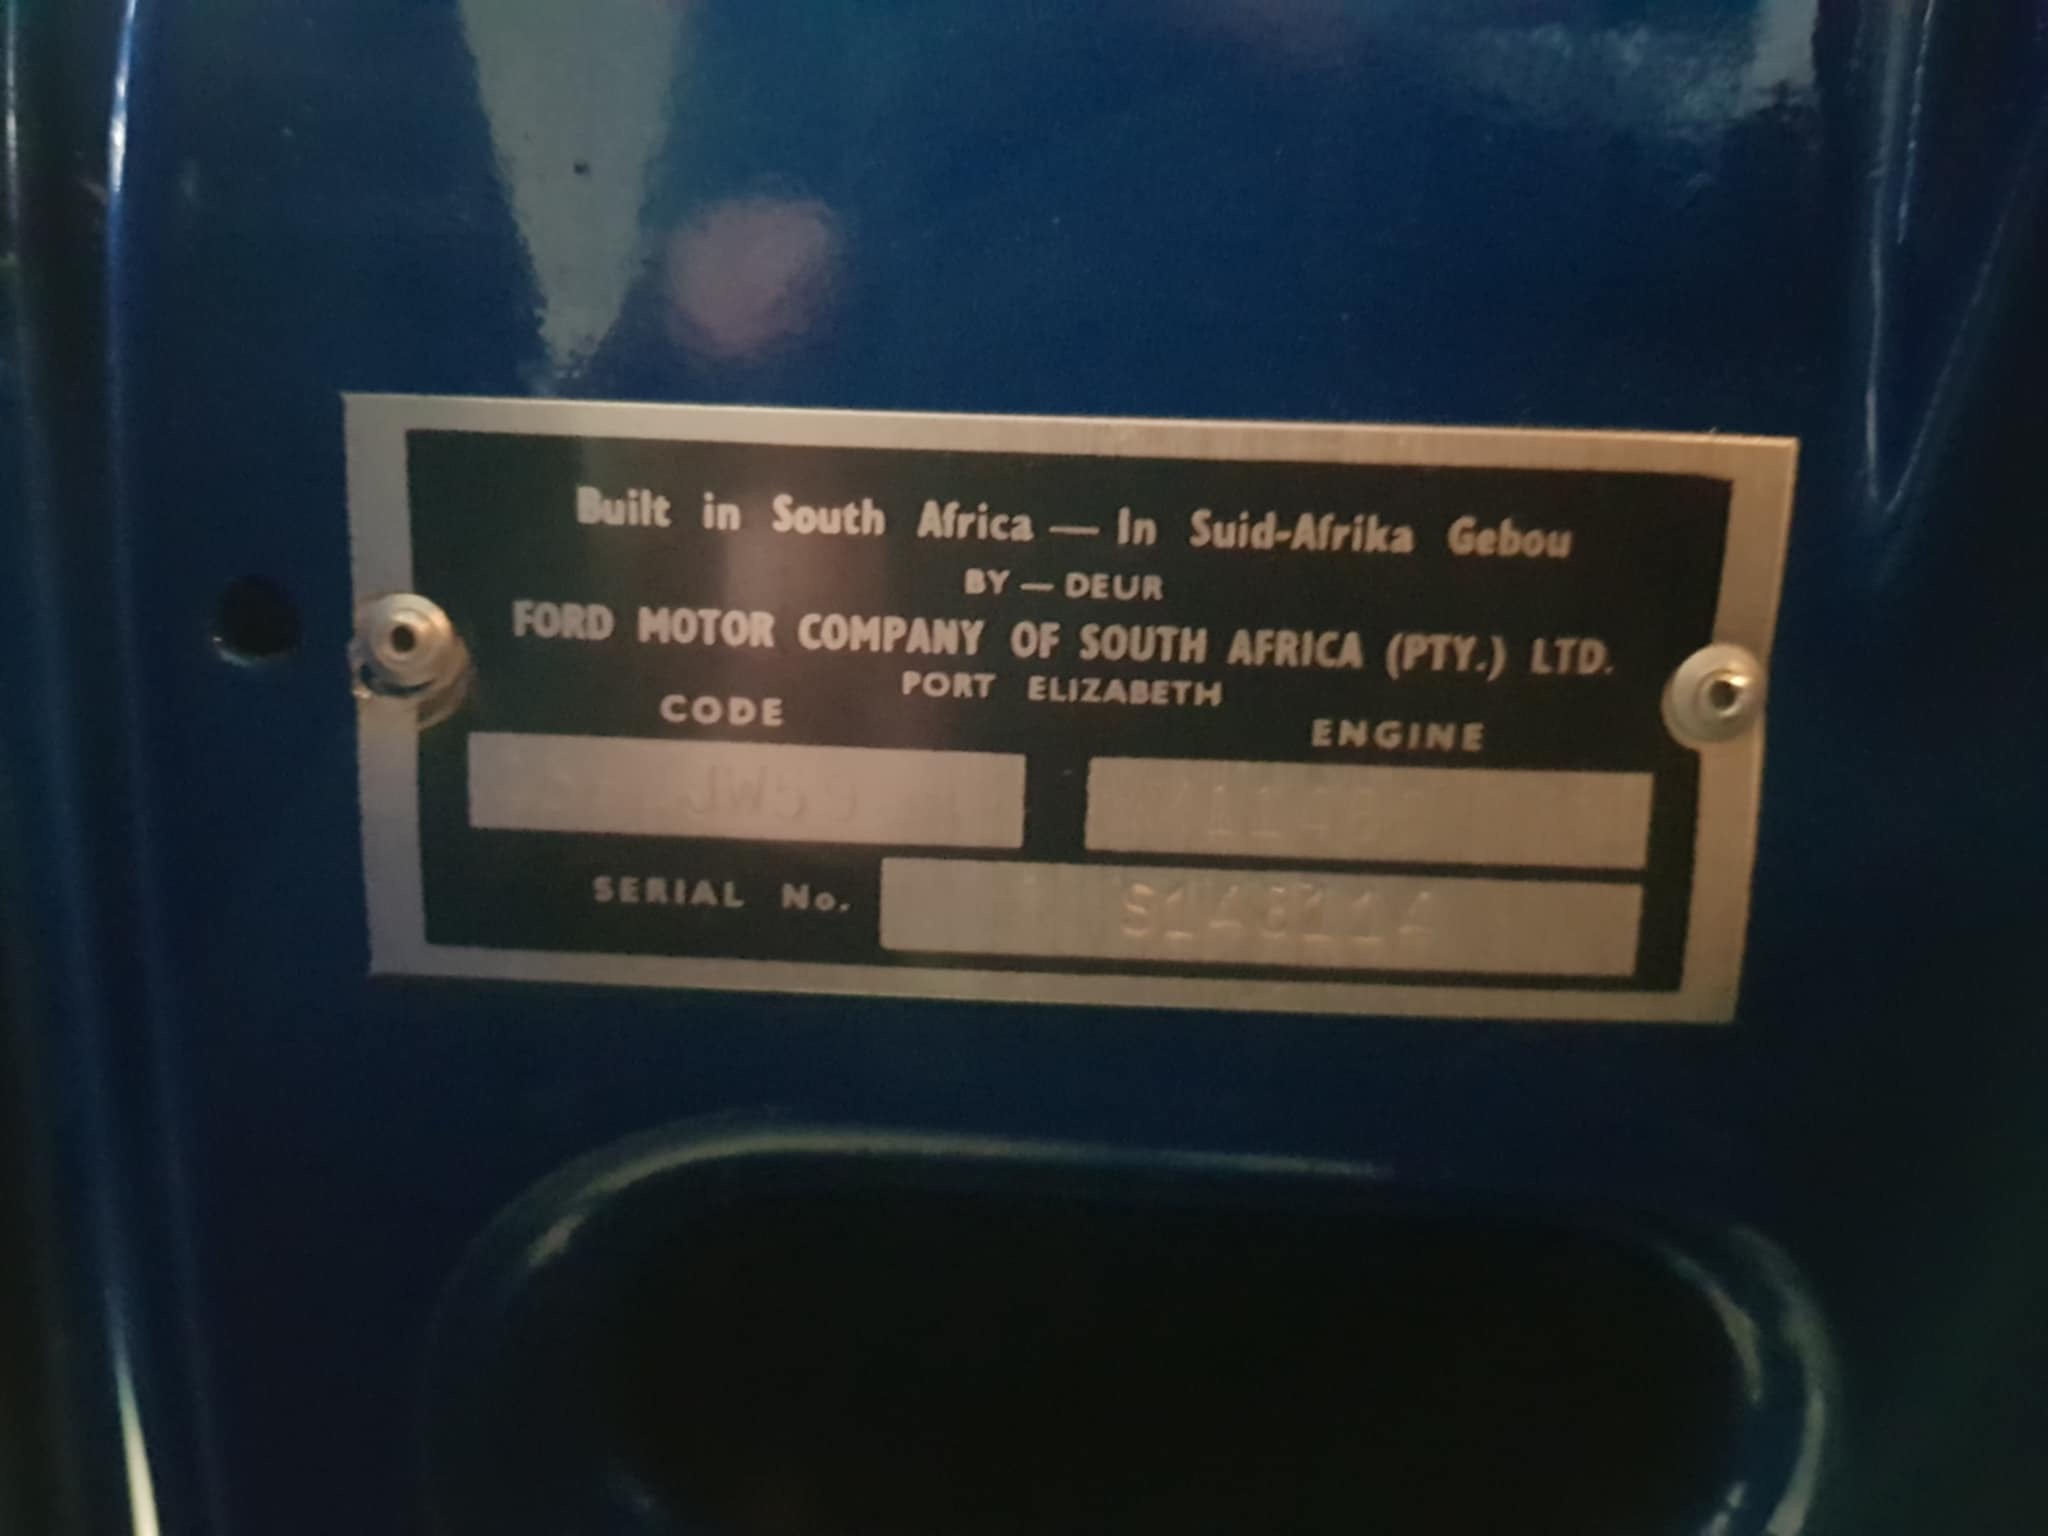 Built in South Africa — In Suid-Afrika Gebou
BY — DEUR
FORD MOTOR COMPANY OF SOUTH AFRICA (PTY.) LTD.
PORT ELIZABETH
CODE ENGINE
SERIAL No.